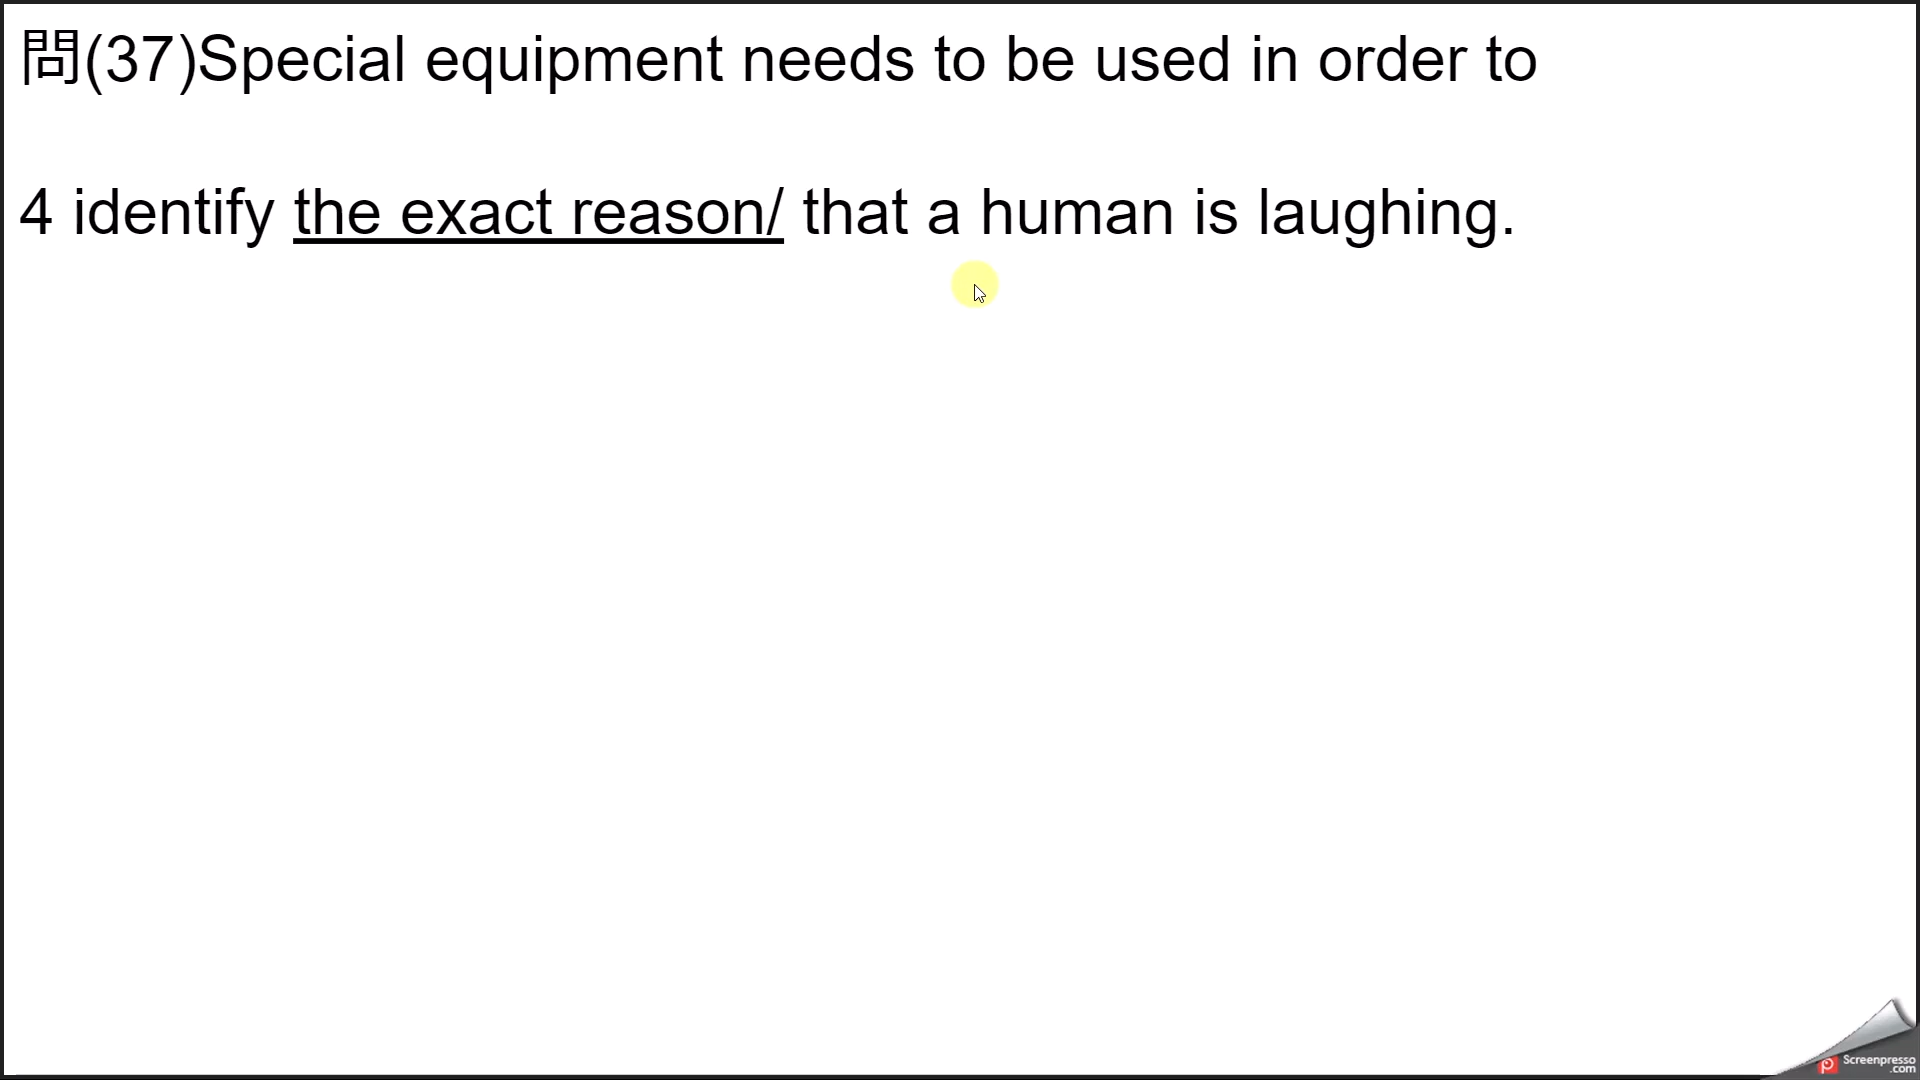 問(37)Special equipment needs to be used in order to
4 identify the exact reason/ that a human is laughing.
Screenpresso
.com